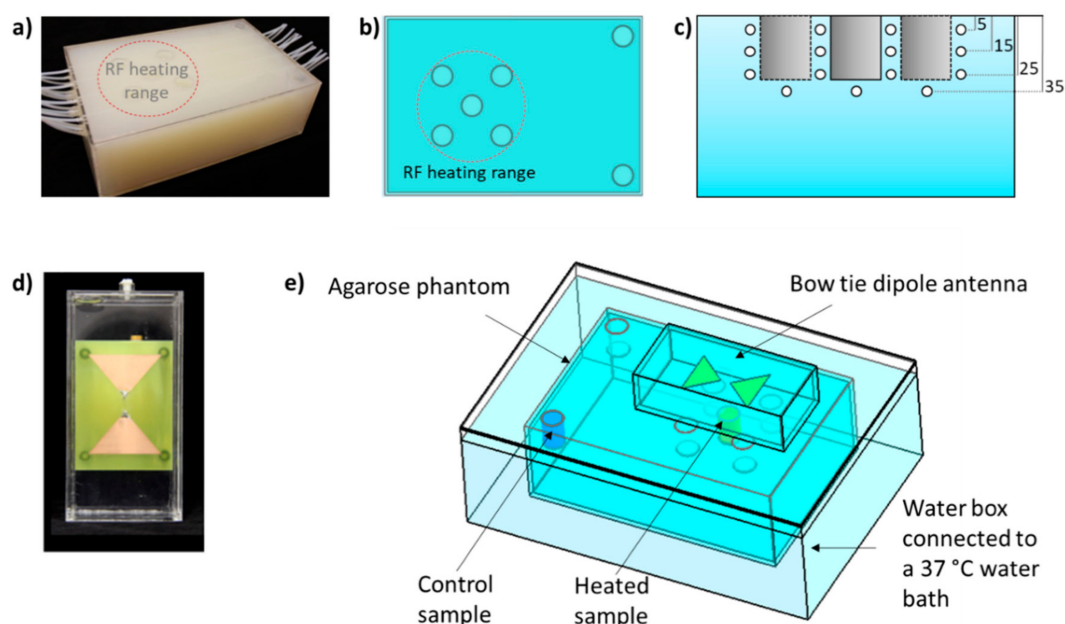 a)
RF heating
range
b)
RF heating range
c)
5
15
25
35
d)
e)
Agarose phantom
Bow tie dipole antenna
Control
sample
Heated
sample
Water box
connected to
a 37 °C water
bath